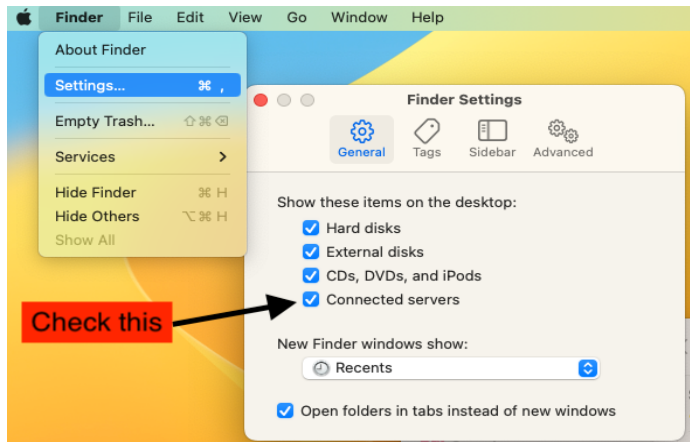 Finder File Edit View Go Window Help
About Finder
Settings... ⌘ ,
Empty Trash... ⇧⌘⌫
Services >
Hide Finder ⌘ H
Hide Others ⌥⌘ H
Show All
Finder Settings
General Tags Sidebar Advanced
Show these items on the desktop:
Hard disks
External disks
CDs, DVDs, and iPods
Connected servers
Check this
New Finder windows show:
Recents
Open folders in tabs instead of new windows